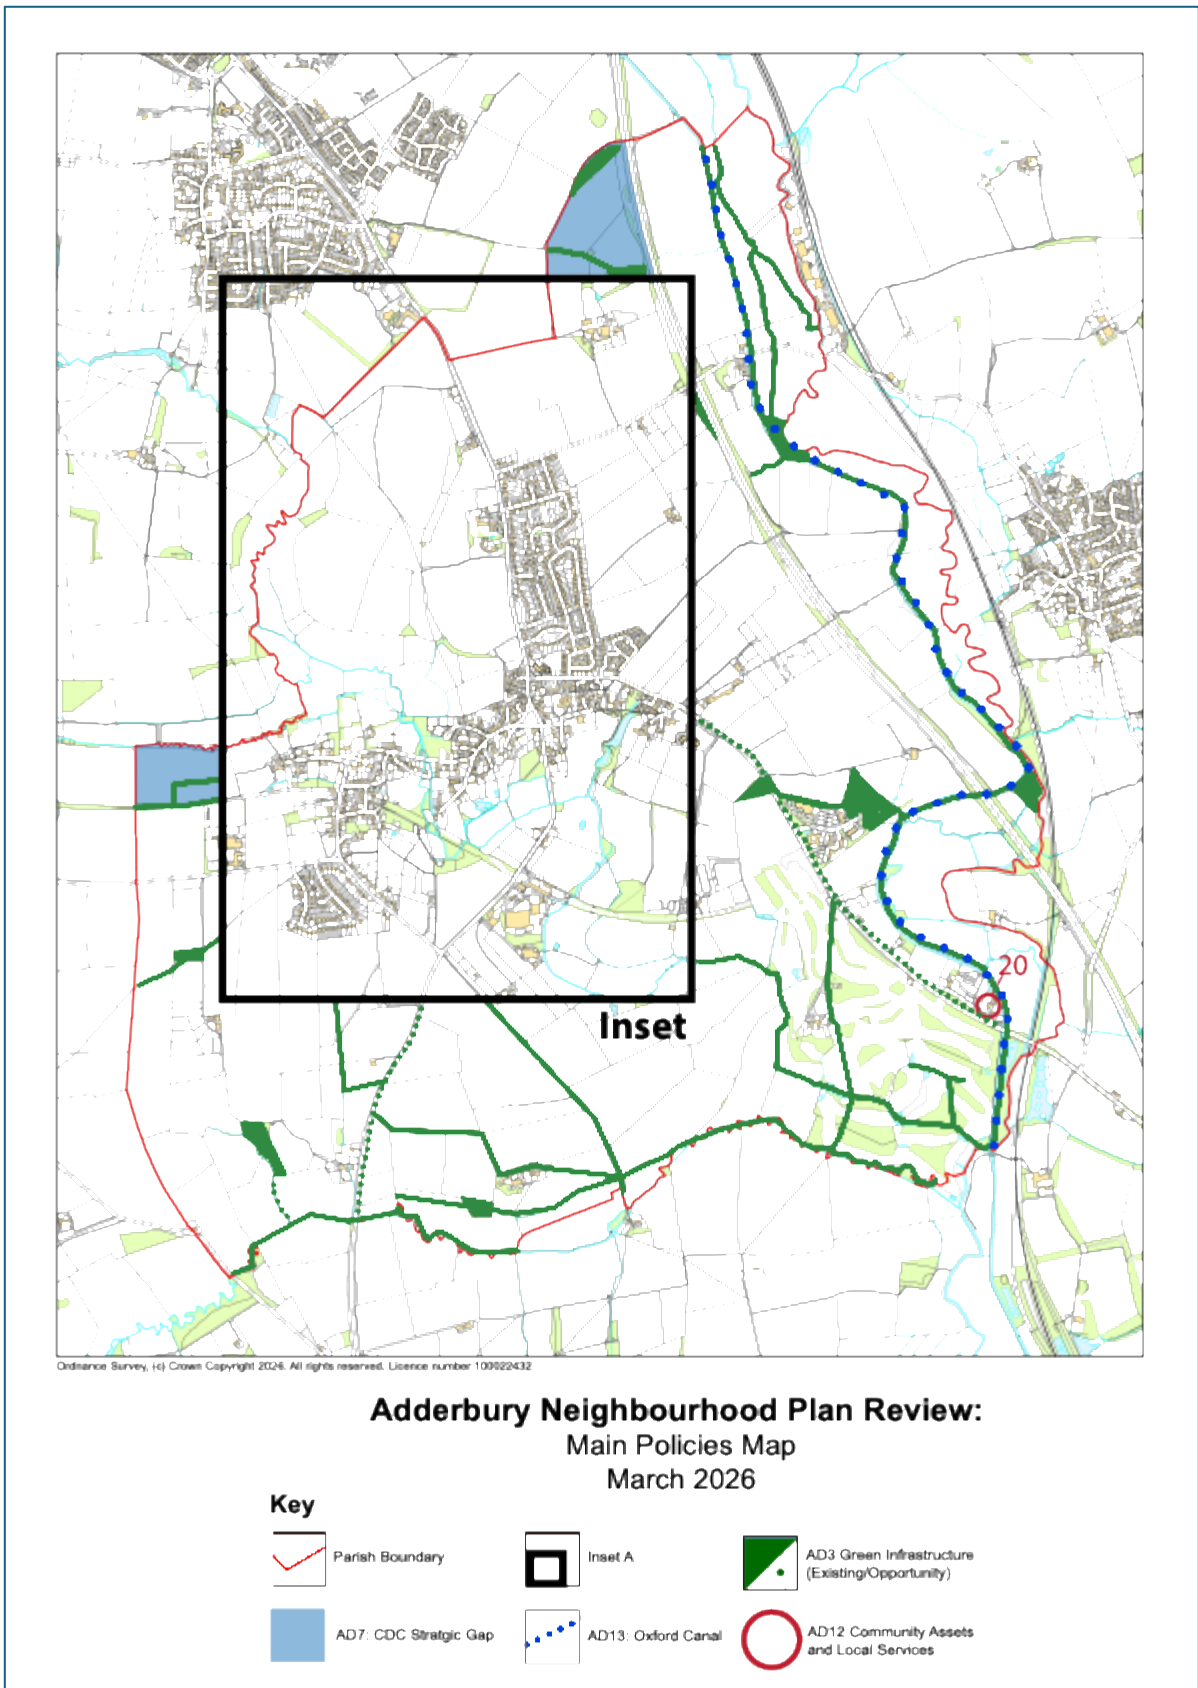 20
Inset
Ordnance Survey, (c) Crown Copyright 2026. All rights reserved. Licence number 100022432
Adderbury Neighbourhood Plan Review:
Main Policies Map
March 2026
Key
Parish Boundary
Inset A
AD3 Green Infrastructure
(Existing/Opportunity)
AD7: CDC Stratgic Gap
AD13: Oxford Canal
AD12 Community Assets
and Local Services